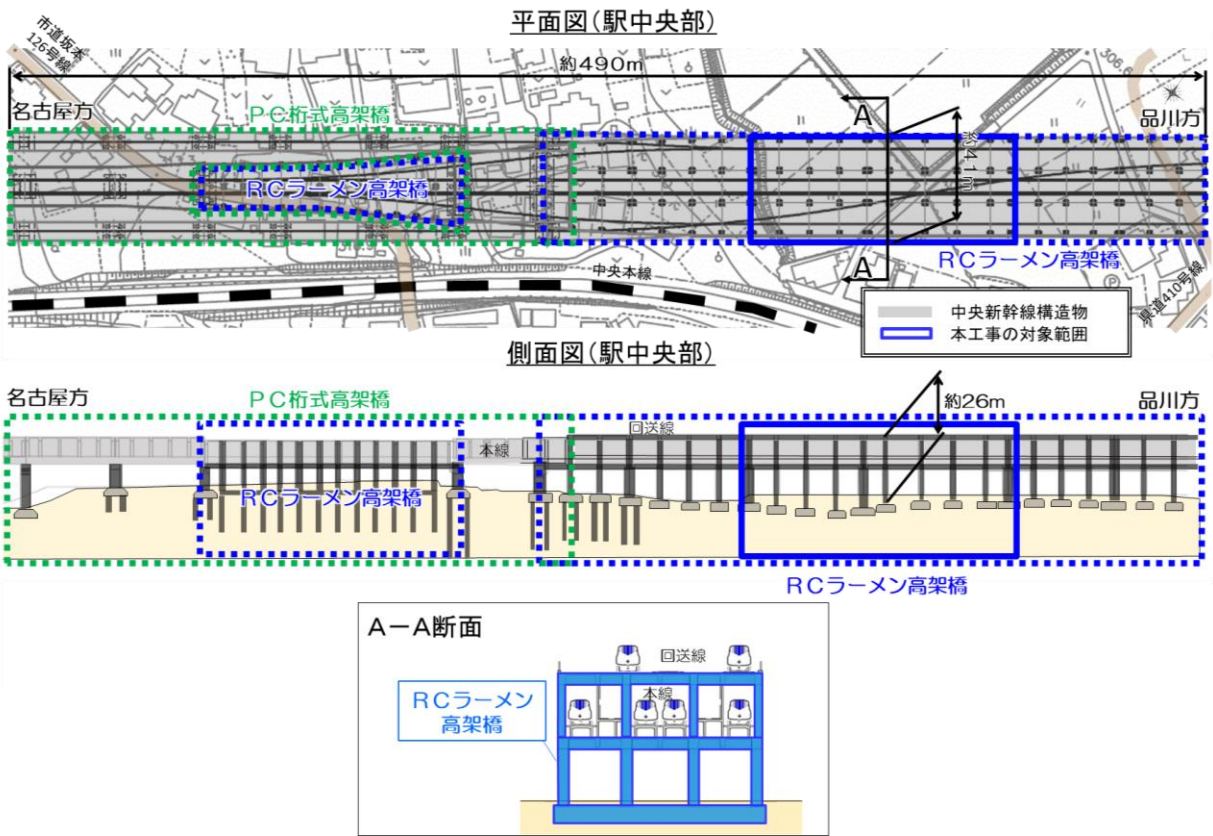 平面図(駅中央部)
市道坂本
126号線
約490m
306.6
名古屋方
PC桁式高架橋
A
約41m
品川方
RCラーメン高架橋
中央本線
A
RCラーメン高架橋
県道410号線
中央新幹線構造物
本工事の対象範囲
側面図(駅中央部)
名古屋方
PC桁式高架橋
約26m
品川方
回送線
本線
RCラーメン高架橋
RCラーメン高架橋
A-A断面
回送線
本線
RCラーメン
高架橋